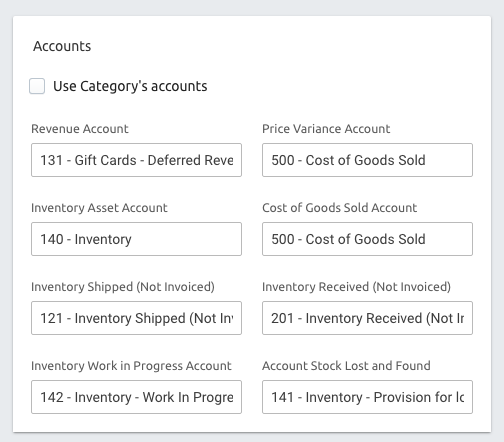 Accounts
Use Category's accounts
Revenue Account
Price Variance Account
131 - Gift Cards - Deferred Reve
500 - Cost of Goods Sold
Inventory Asset Account
Cost of Goods Sold Account
140 - Inventory
500 - Cost of Goods Sold
Inventory Shipped (Not Invoiced)
Inventory Received (Not Invoiced)
121 - Inventory Shipped (Not Inv
201 - Inventory Received (Not Ir
Inventory Work in Progress Account
Account Stock Lost and Found
142 - Inventory - Work In Progre
141 - Inventory - Provision for lo